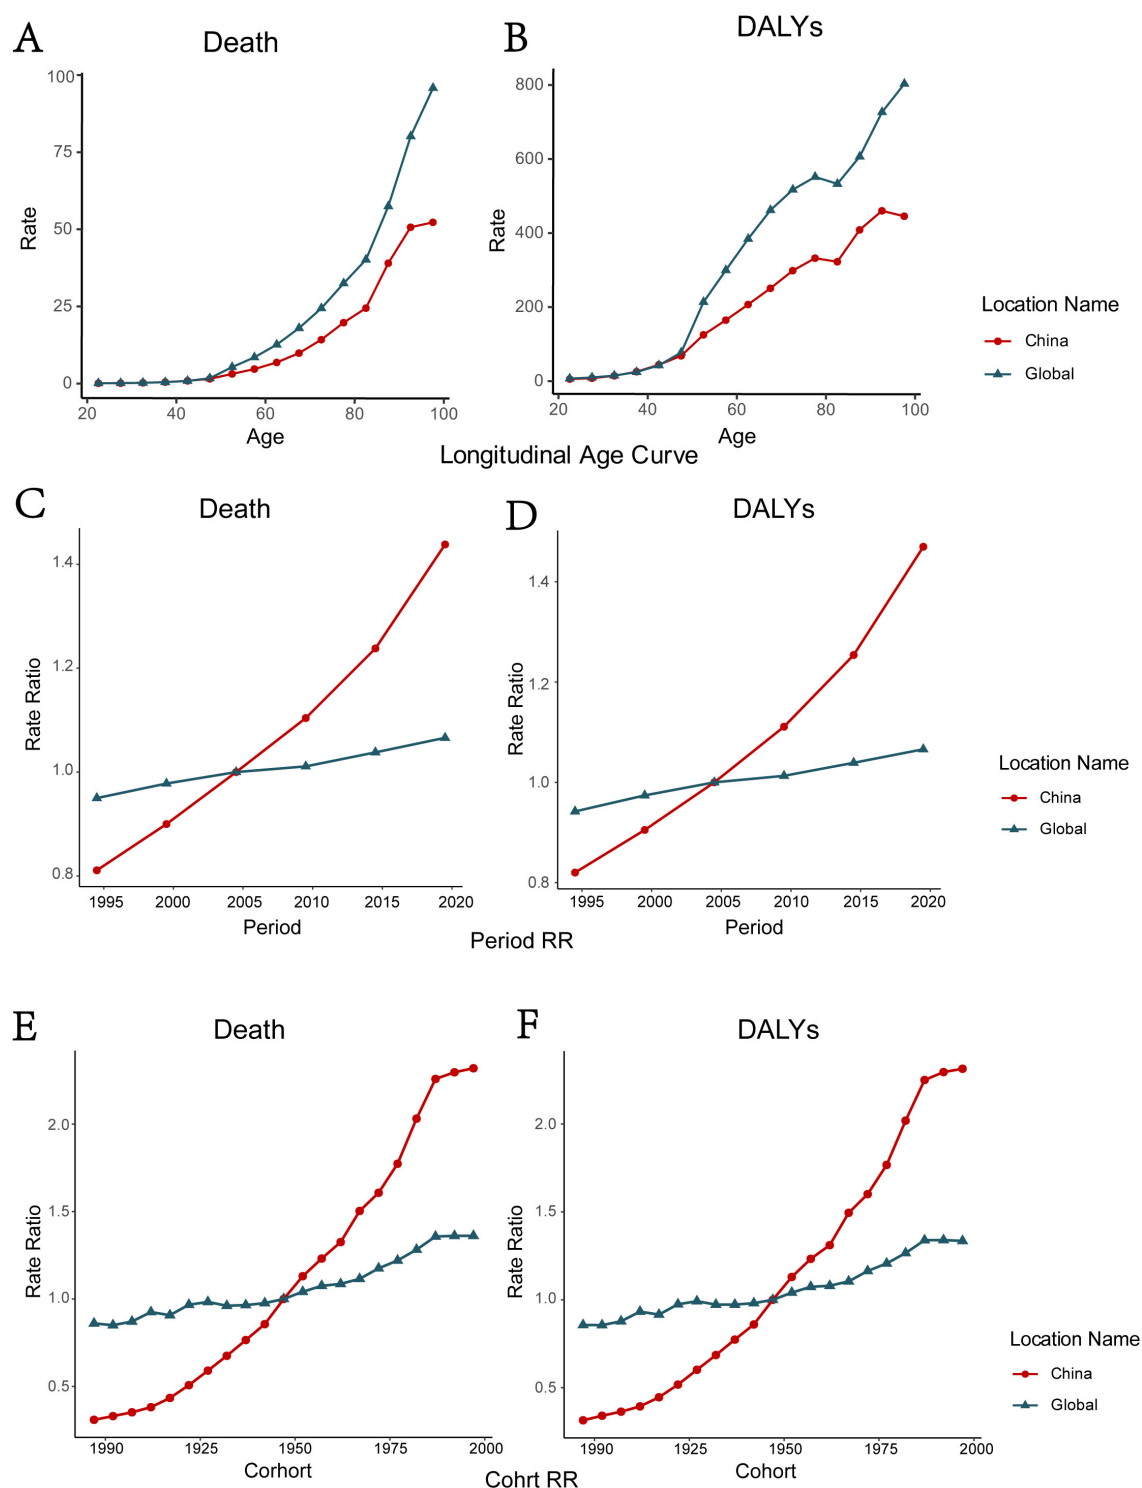 A
Death
100
75
50
25
0
Rate
20 40 60 80 100
Age
B
DALYs
800
600
400
200
0
Rate
20 40 60 80 100
Age
Location Name
China
Global
Longitudinal Age Curve
C
Death
1.4
1.2
1.0
0.8
Rate Ratio
1995 2000 2005 2010 2015 2020
Period
D
DALYs
1.4
1.2
1.0
0.8
Rate Ratio
1995 2000 2005 2010 2015 2020
Period
Location Name
China
Global
Period RR
E
Death
2.0
1.5
1.0
0.5
Rate Ratio
1990 1925 1950 1975 2000
Corhort
F
DALYs
2.0
1.5
1.0
0.5
Rate Ratio
1990 1925 1950 1975 2000
Cohort
Location Name
China
Global
Cohrt RR